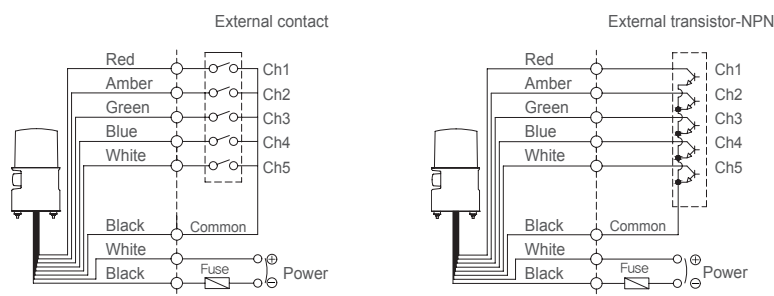 External contact
Red
Ch1
Amber
Ch2
Green
Ch3
Blue
Ch4
White
Ch5
Black
Common
White
Black
Fuse
Power
External transistor-NPN
Red
Ch1
Amber
Ch2
Green
Ch3
Blue
Ch4
White
Ch5
Black
Common
White
Black
Fuse
Power